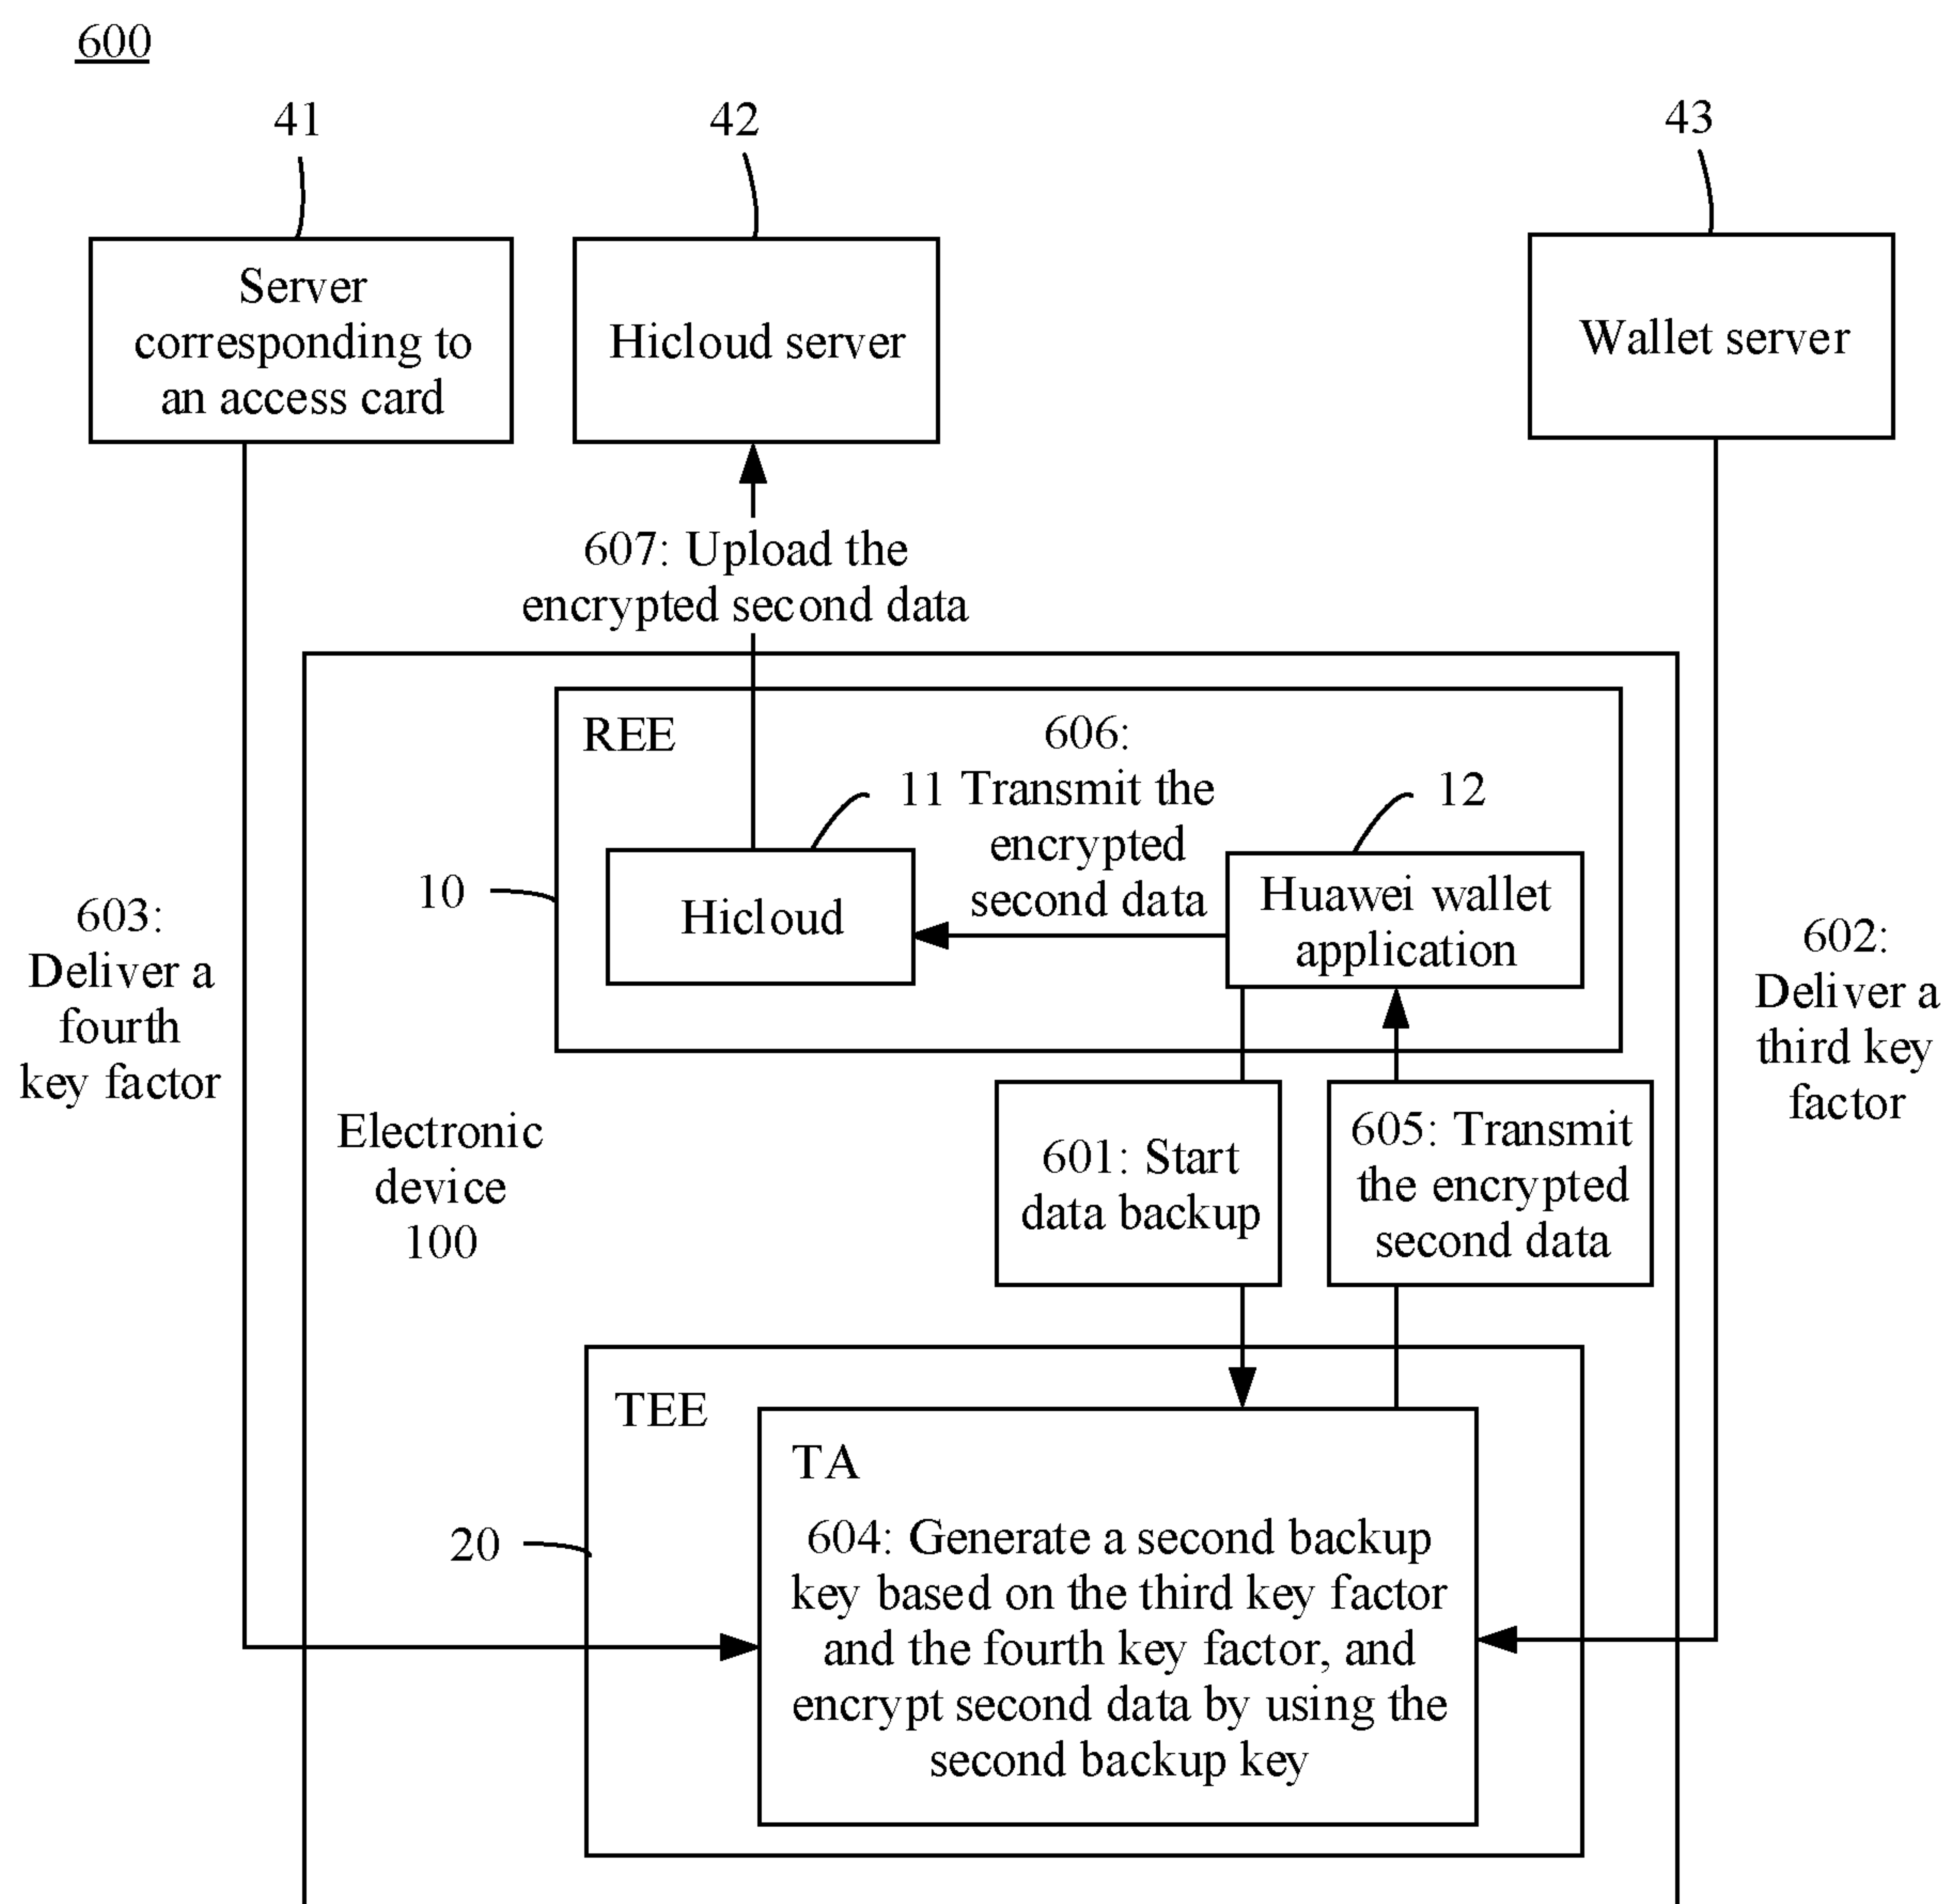 600
41
42
43
Server
corresponding to
an access card
Hicloud server
Wallet server
607: Upload the
encrypted second data
REE
606:
Transmit the
encrypted
second data
11
12
10
Hicloud
Huawei wallet
application
603:
Deliver a
fourth
key factor
602:
Deliver a
third key
factor
Electronic
device
100
601: Start
data backup
605: Transmit
the encrypted
second data
TEE
TA
20
604: Generate a second backup
key based on the third key factor
and the fourth key factor, and
encrypt second data by using the
second backup key